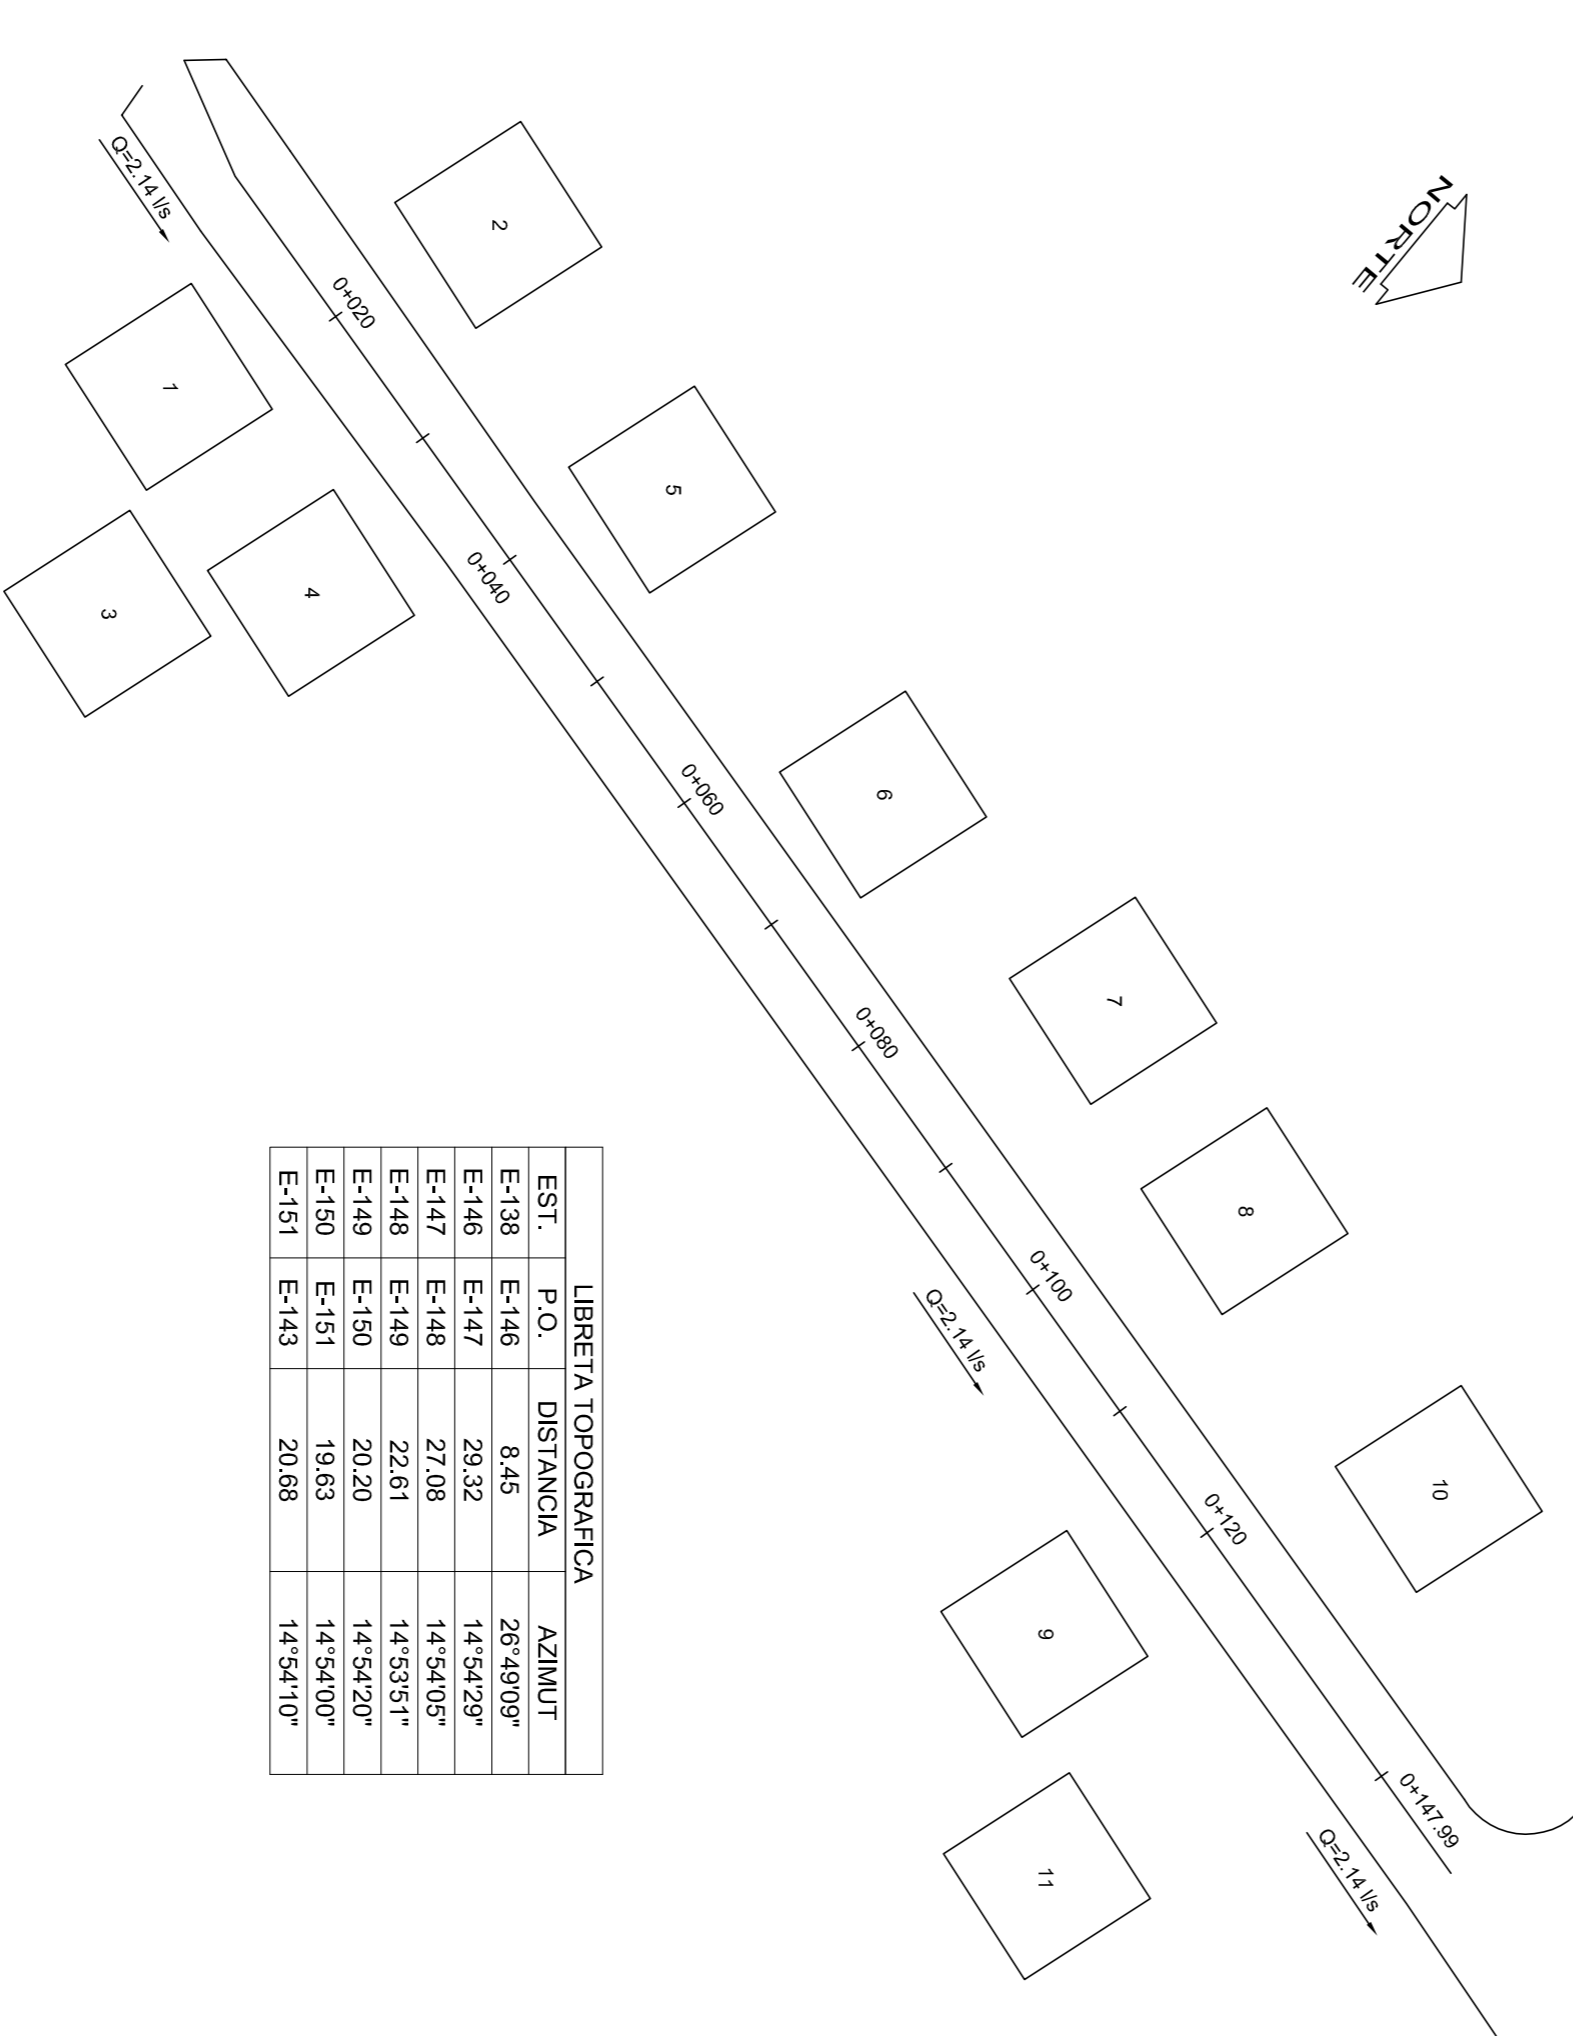 NORTE
Q=2.14 l/s
2
0+020
1
5
4
3
0+040
6
0+060
7
0+080
8
0+100
Q=2.14 l/s
10
0+120
9
0+147.99
Q=2.14 l/s
11
LIBRETA TOPOGRAFICA
EST. P.O. DISTANCIA AZIMUT
E-138 E-146 8.45 26°49'09"
E-146 E-147 29.32 14°54'29"
E-147 E-148 27.08 14°54'05"
E-148 E-149 22.61 14°53'51"
E-149 E-150 20.20 14°54'20"
E-150 E-151 19.63 14°54'00"
E-151 E-143 20.68 14°54'10"